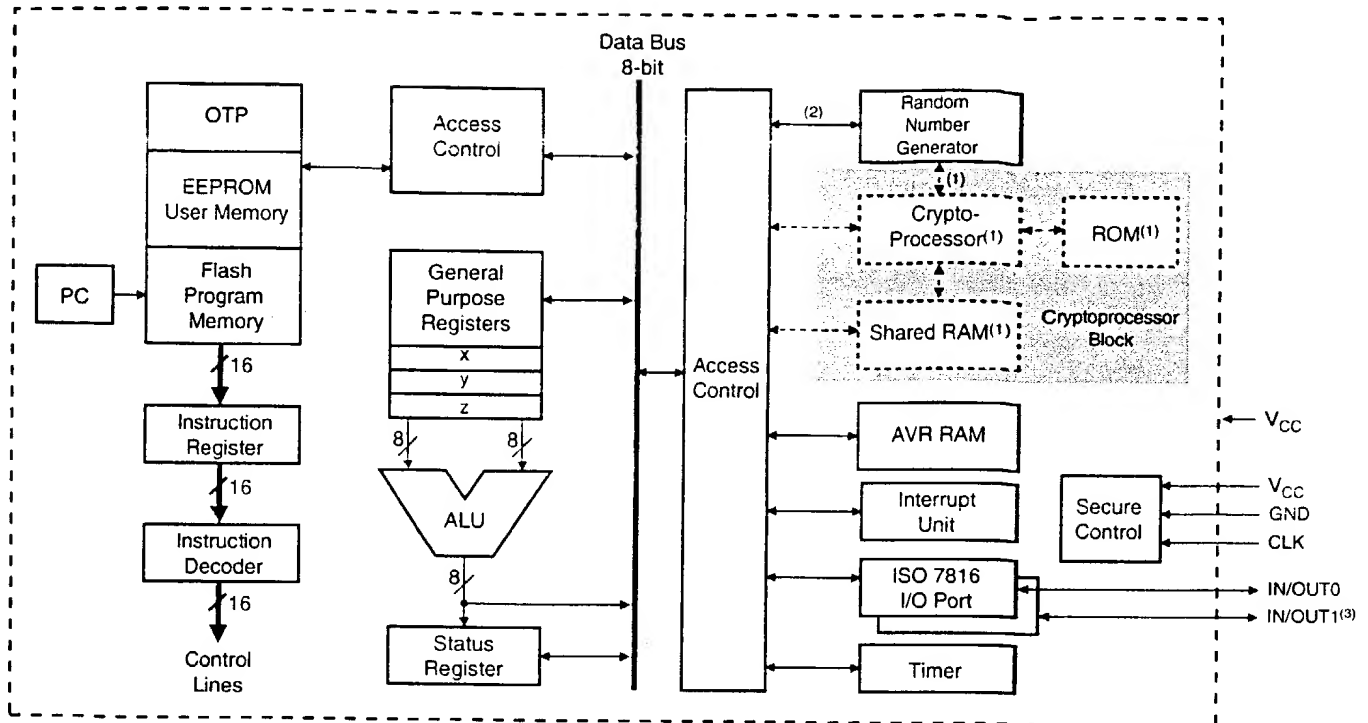 Data Bus
8-bit
OTP
EEPROM
User Memory
Flash
Program
Memory
PC
16
Instruction
Register
16
Instruction
Decoder
16
Control
Lines
Access
Control
General
Purpose
Registers
x
y
z
8
8
ALU
8
Status
Register
Access
Control
(2)
Random
Number
Generator
(1)
Crypto-
Processor(1)
ROM(1)
Shared RAM(1)
Cryptoprocessor
Block
AVR RAM
Interrupt
Unit
ISO 7816
I/O Port
Timer
Secure
Control
VCC
VCC
GND
CLK
IN/OUT0
IN/OUT1(3)